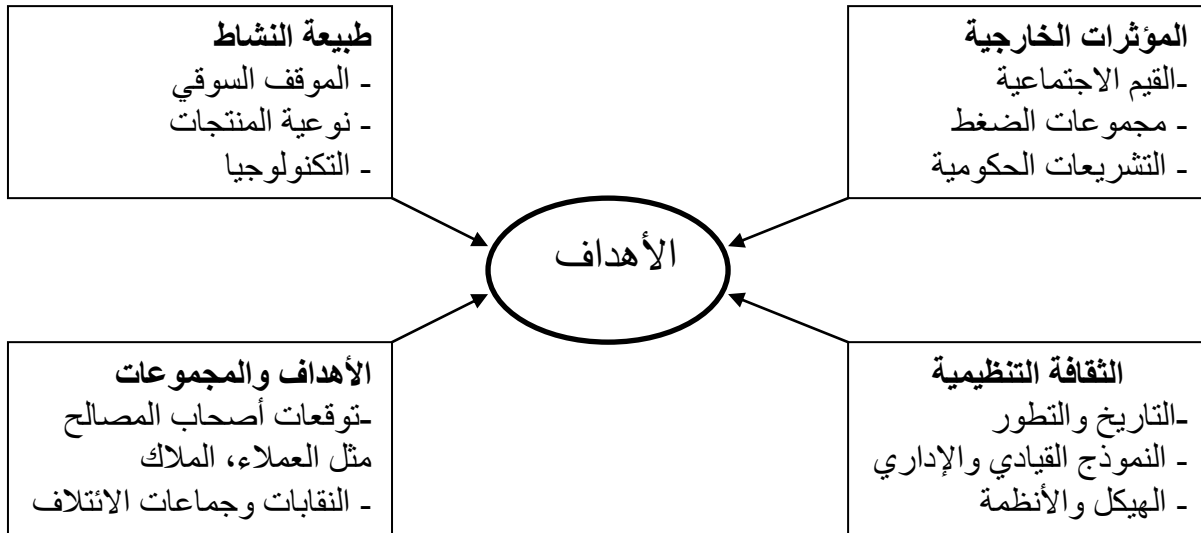 المؤثرات الخارجية
-القيم الاجتماعية
- مجموعات الضغط
- التشريعات الحكومية
طبيعة النشاط
- الموقف السوقي
- نوعية المنتجات
- التكنولوجيا
الأهداف
الثقافة التنظيمية
-التاريخ والتطور
- النموذج القيادي والإداري
- الهيكل والأنظمة
الأهداف والمجموعات
-توقعات أصحاب المصالح
مثل العملاء، الملاك
- النقابات وجماعات الائتلاف